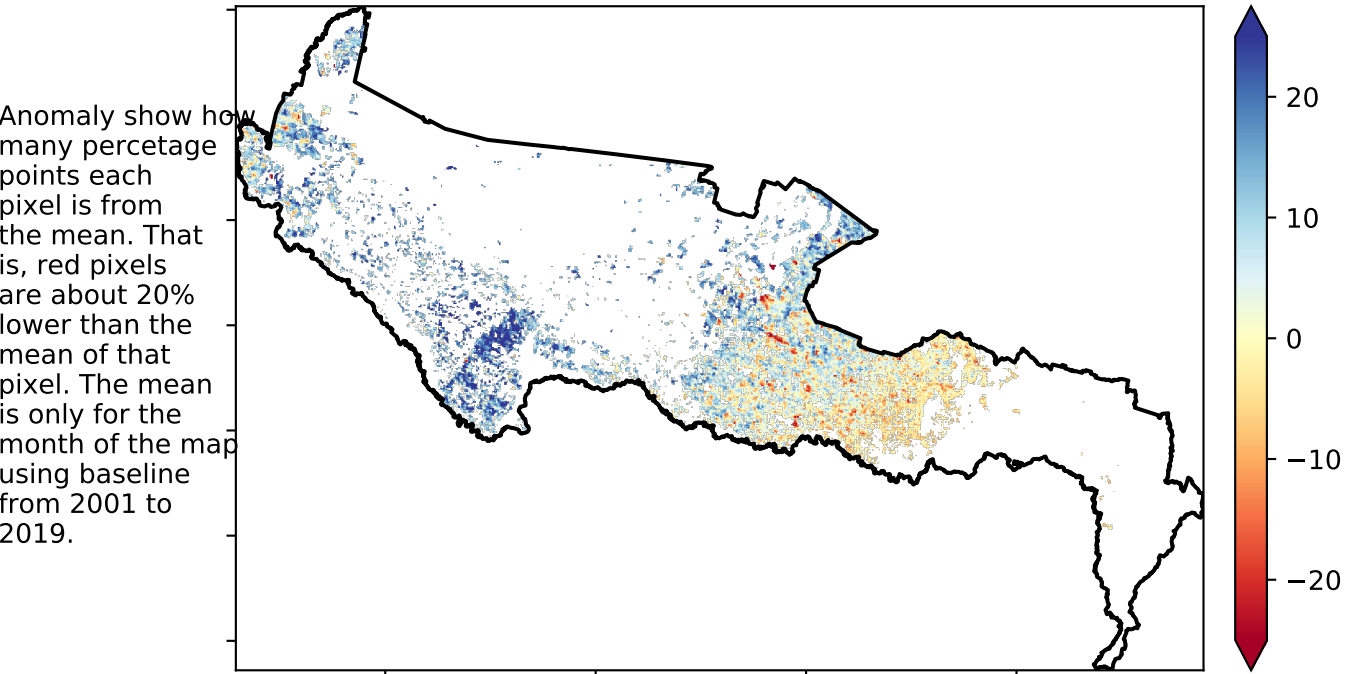 Anomaly show how
many percetage
points each
pixel is from
the mean. That
is, red pixels
are about 20%
lower than the
mean of that
pixel. The mean
is only for the
month of the map
using baseline
from 2001 to
2019.
20
10
0
−10
−20